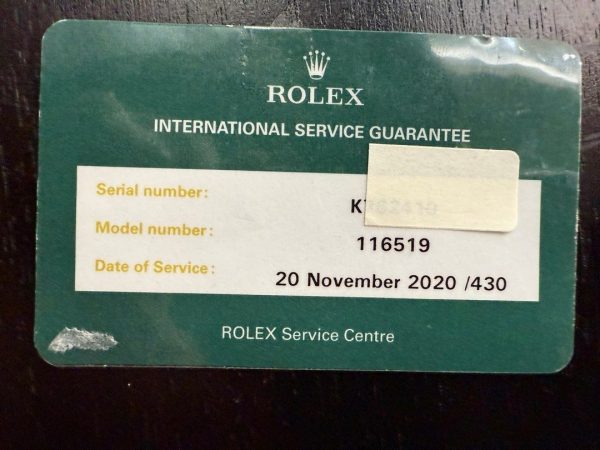 ROLEX
INTERNATIONAL SERVICE GUARANTEE
Serial number:
K
Model number:
116519
Date of Service:
20 November 2020 /430
ROLEX Service Centre